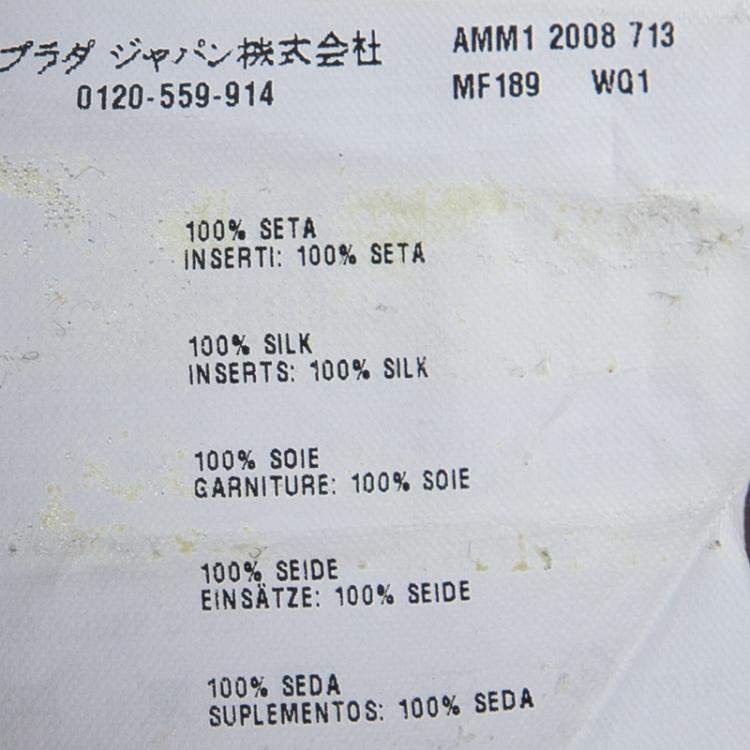 プラダ ジャパン株式会社
0120-559-914
AMM1 2008 713
MF189 WQ1
100% SETA
INSERTI: 100% SETA
100% SILK
INSERTS: 100% SILK
100% SOIE
GARNITURE: 100% SOIE
100% SEIDE
EINSÄTZE: 100% SEIDE
100% SEDA
SUPLEMENTOS: 100% SEDA